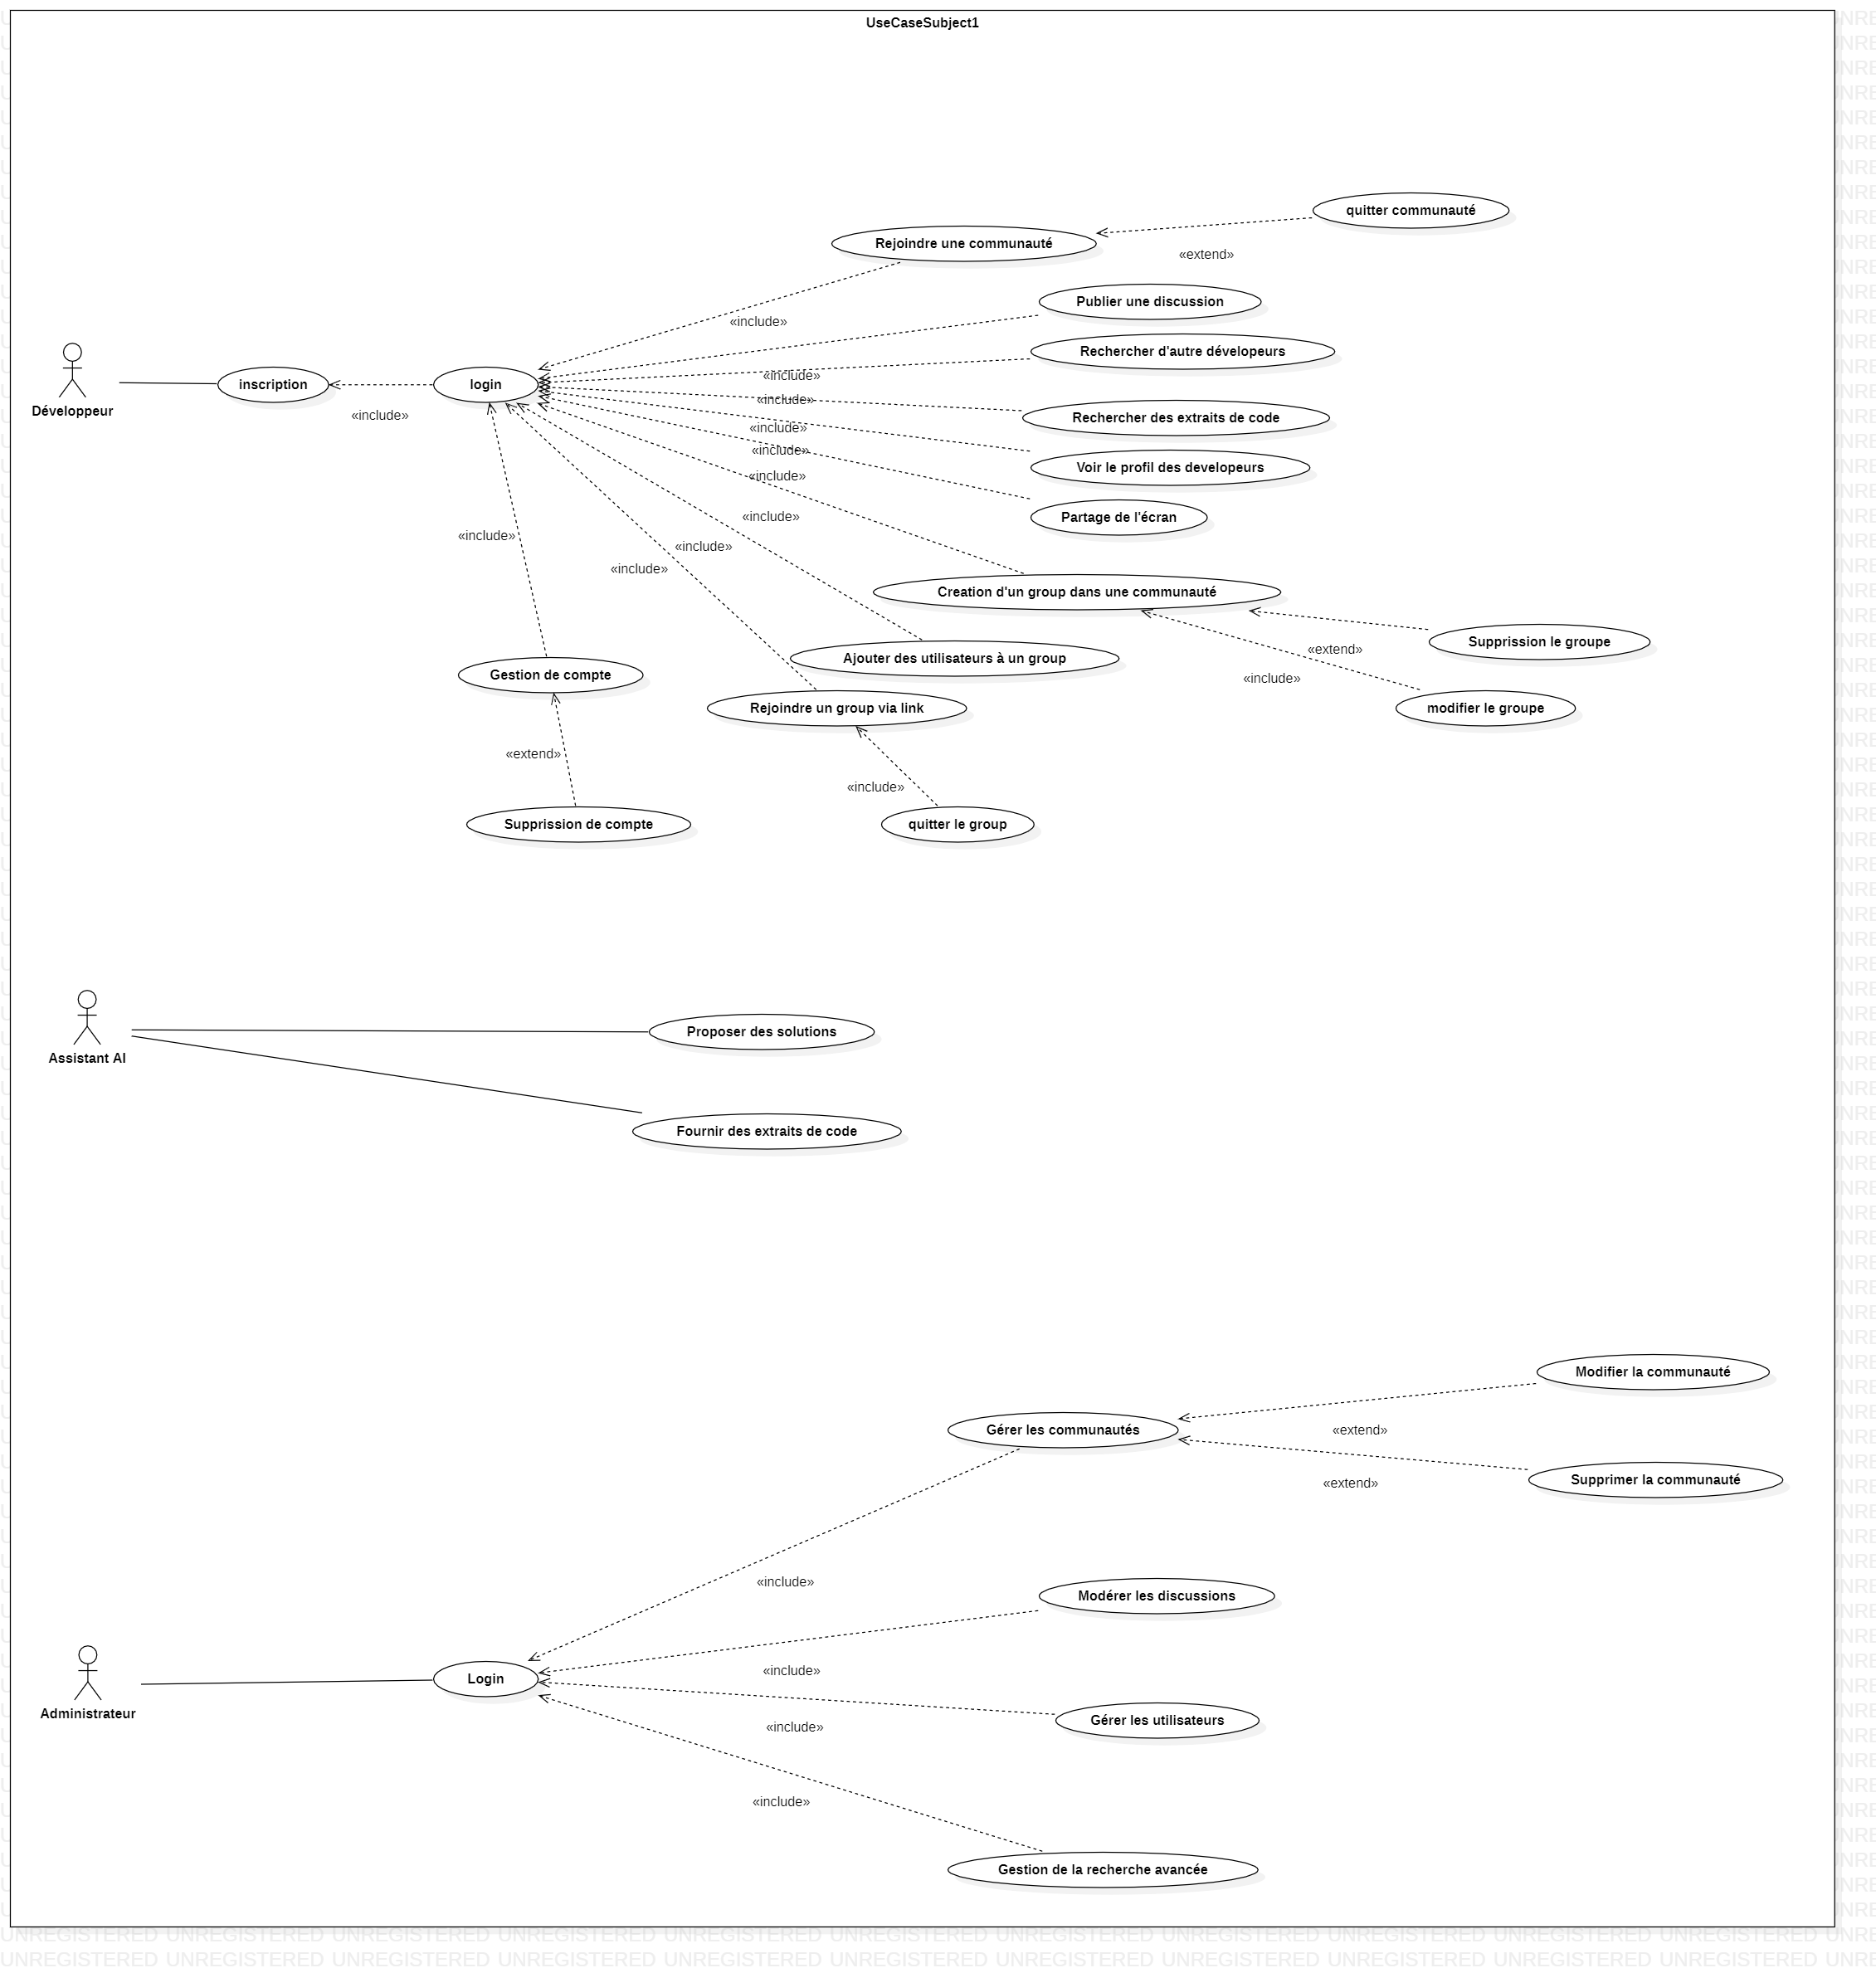 UseCaseSubject1
quitter communauté
Rejoindre une communauté
«extend»
Publier une discussion
«include»
Rechercher d'autre dévelopeurs
«include»
inscription
login
«include»
Développeur
«include»
Rechercher des extraits de code
«include»
«include»
Voir le profil des developeurs
«include»
Partage de l'écran
«include»
«include»
«include»
«include»
Creation d'un group dans une communauté
Supprission le groupe
«extend»
Ajouter des utilisateurs à un group
Gestion de compte
«include»
Rejoindre un group via link
modifier le groupe
«extend»
«include»
Supprission de compte
quitter le group
Proposer des solutions
Assistant AI
Fournir des extraits de code
Modifier la communauté
Gérer les communautés
«extend»
Supprimer la communauté
«extend»
«include»
Modérer les discussions
«include»
Login
Administrateur
Gérer les utilisateurs
«include»
«include»
Gestion de la recherche avancée
UNREGISTERED UNREGISTERED UNREGISTERED UNREGISTERED UNREGISTERED UNREGISTERED UNREGISTERED UNREGISTERED UNREGISTERED UNREGISTERED UNREGISTERED UNRE
UNREGISTERED UNREGISTERED UNREGISTERED UNREGISTERED UNREGISTERED UNREGISTERED UNREGISTERED UNREGISTERED UNREGISTERED UNREGISTERED UNREGISTERED UNRE